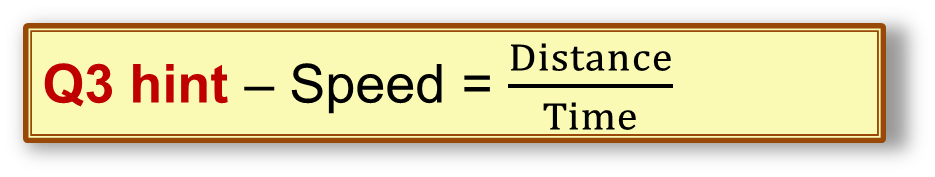 Q3 hint – Speed = Distance
Time